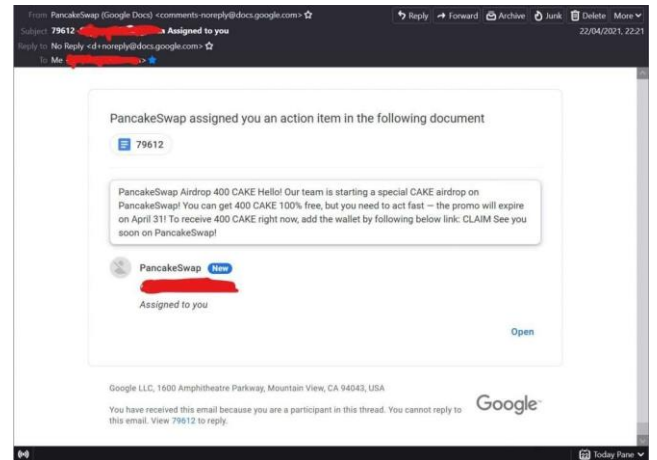 From PancakeSwap (Google Docs) <comments-noreply@docs.google.com>
Reply Forward Archive Junk Delete More
Subject 79612 Assigned to you
22/04/2021, 22:21
Reply to No Reply <d+noreply@docs.google.com>
To Me
PancakeSwap assigned you an action item in the following document
79612
PancakeSwap Airdrop 400 CAKE Hello! Our team is starting a special CAKE airdrop on
PancakeSwap! You can get 400 CAKE 100% free, but you need to act fast — the promo will expire
on April 31! To receive 400 CAKE right now, add the wallet by following below link: CLAIM See you
soon on PancakeSwap!
PancakeSwap New
Assigned to you
Open
Google LLC, 1600 Amphitheatre Parkway, Mountain View, CA 94043, USA
You have received this email because you are a participant in this thread. You cannot reply to
this email. View 79612 to reply.
Google
Today Pane